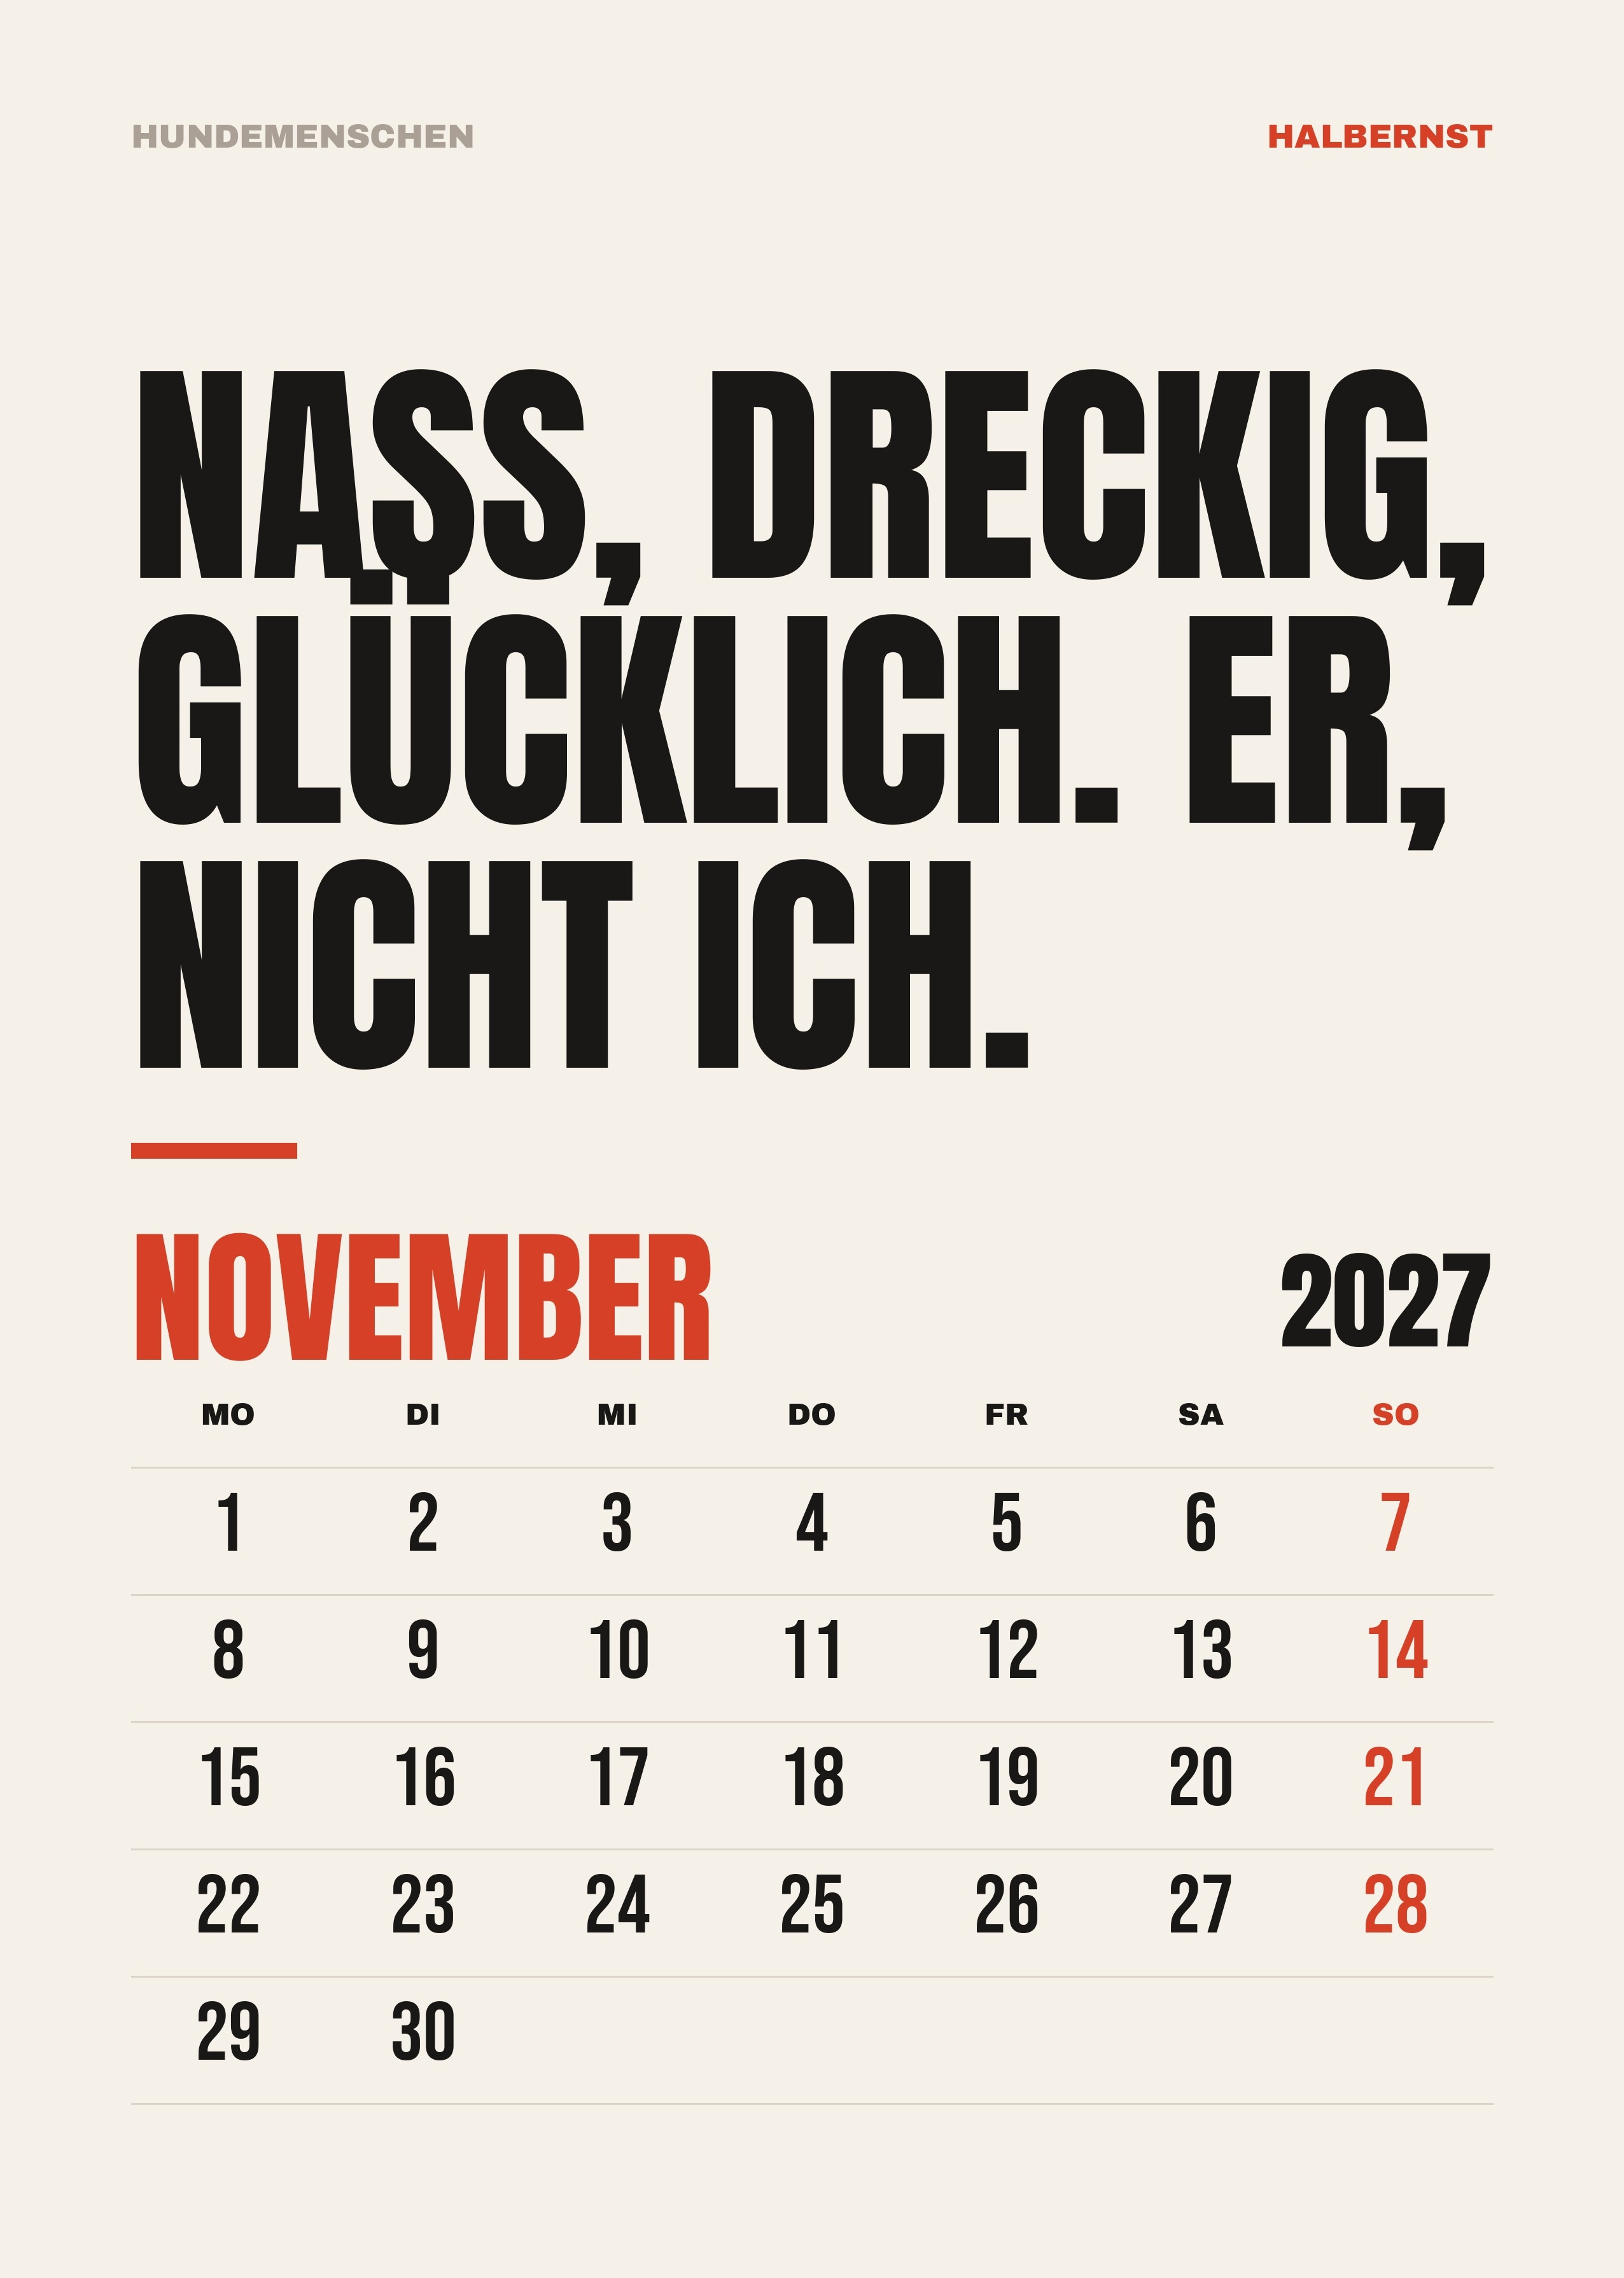 HUNDEMENSCHEN HALBERNST
NASS, DRECKIG,
GLÜCKLICH. ER,
NICHT ICH.
NOVEMBER 2027
MO DI MI DO FR SA SO
1 2 3 4 5 6 7
8 9 10 11 12 13 14
15 16 17 18 19 20 21
22 23 24 25 26 27 28
29 30